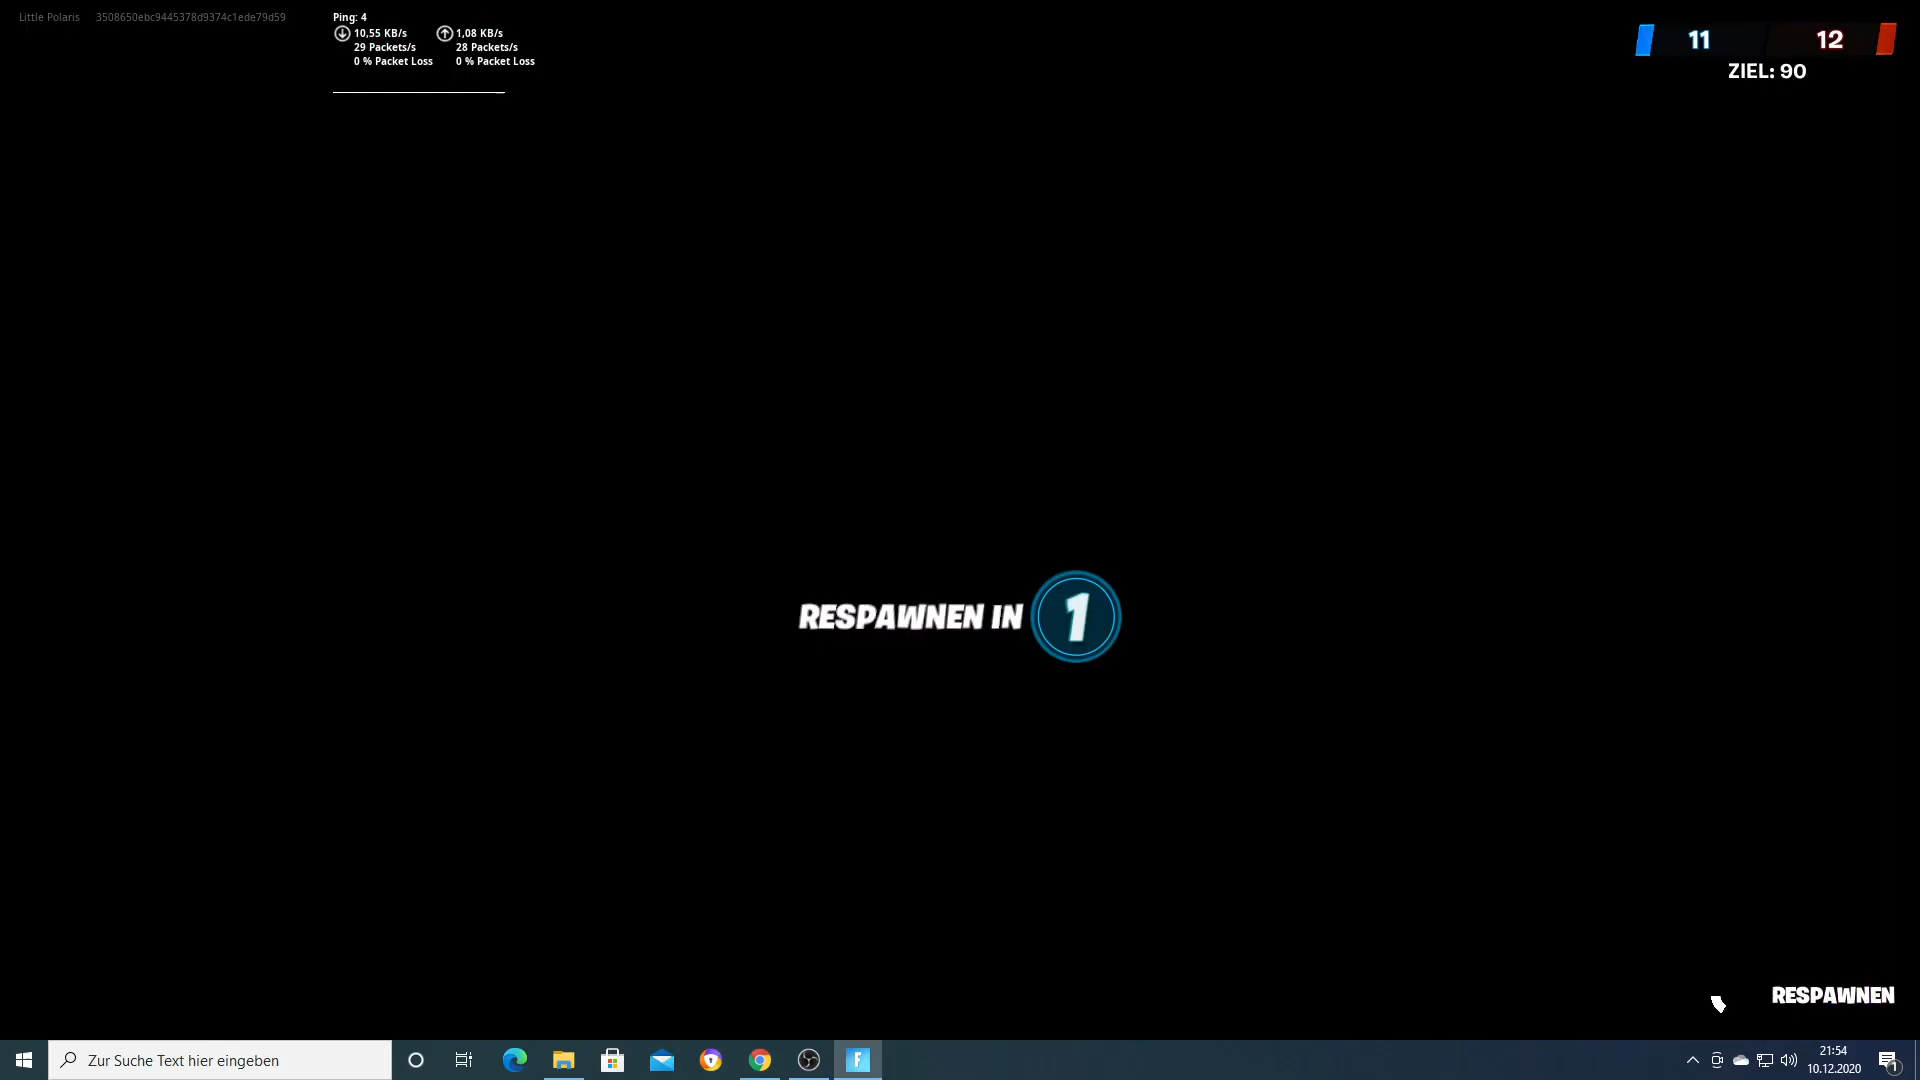 Little Polaris 3508650ebc9445378d9374c1ede79d59
Ping: 4
10,55 KB/s 1,08 KB/s
29 Packets/s 28 Packets/s
0 % Packet Loss 0 % Packet Loss
11 12
ZIEL: 90
RESPAWNEN IN 1
RESPAWNEN
Zur Suche Text hier eingeben
21:54
10.12.2020
1